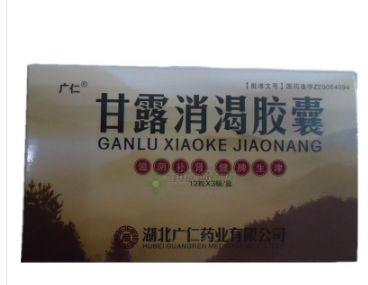 广仁®
【批准文号】国药准字Z20064094
甘露消渴胶囊
GANLU XIAOKE JIAONANG
滋阴补肾 健脾生津
12粒X3板/盒
湖北广仁药业有限公司
HUBEI GUANGREN